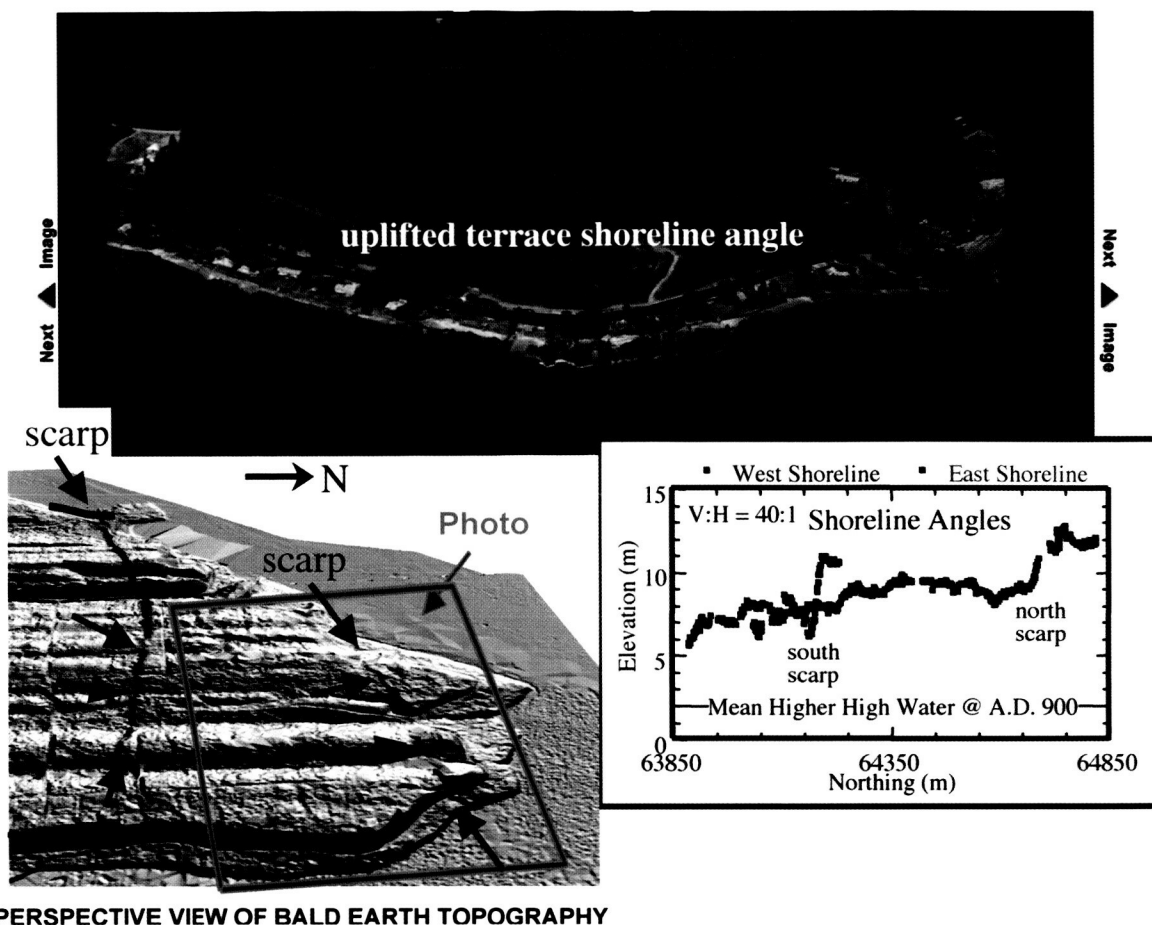 uplifted terrace shoreline angle
Next Image
Next Image
scarp
N
Photo
scarp
West Shoreline East Shoreline
V:H = 40:1 Shoreline Angles
Elevation (m)
15
10
5
0
south
scarp
north
scarp
Mean Higher High Water @ A.D. 900
63850 64350 64850
Northing (m)
PERSPECTIVE VIEW OF BALD EARTH TOPOGRAPHY